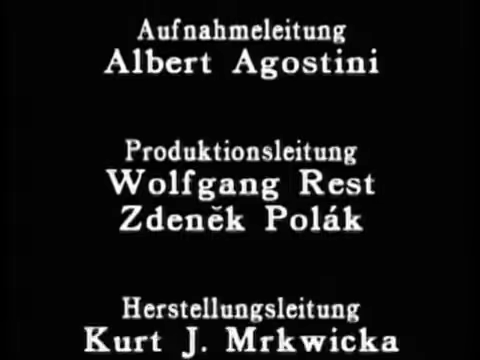 Aufnahmeleitung
Albert Agostini
Produktionsleitung
Wolfgang Rest
Zdeněk Polák
Herstellungsleitung
Kurt J. Mrkwicka